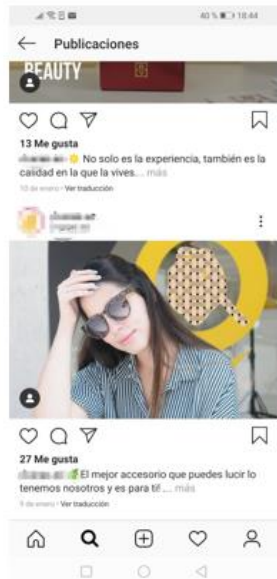 40 % 18:44
Publicaciones
BEAUTY
13 Me gusta
No solo es la experiencia, también es la
calidad en la que la vives... más
10 de enero · Ver traducción
27 Me gusta
El mejor accesorio que puedes lucir lo
tenemos nosotros y es para ti! ... más
9 de enero · Ver traducción